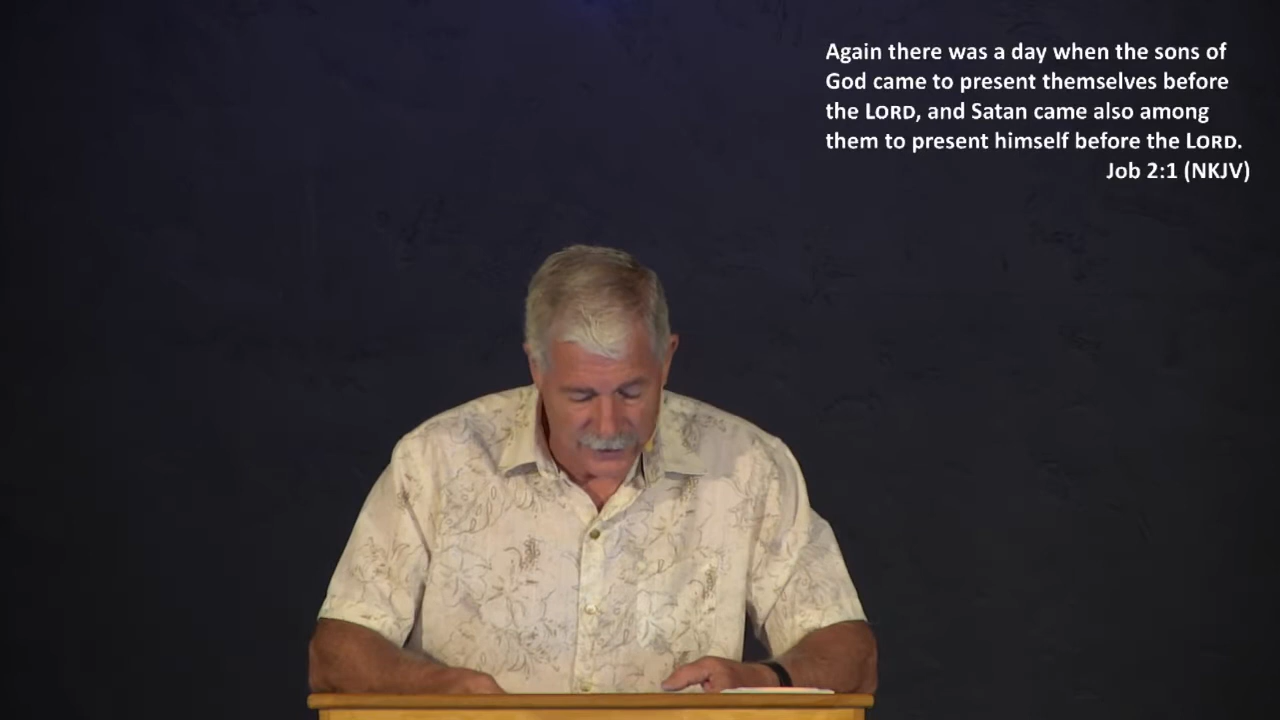 Again there was a day when the sons of
God came to present themselves before
the LORD, and Satan came also among
them to present himself before the LORD.
Job 2:1 (NKJV)